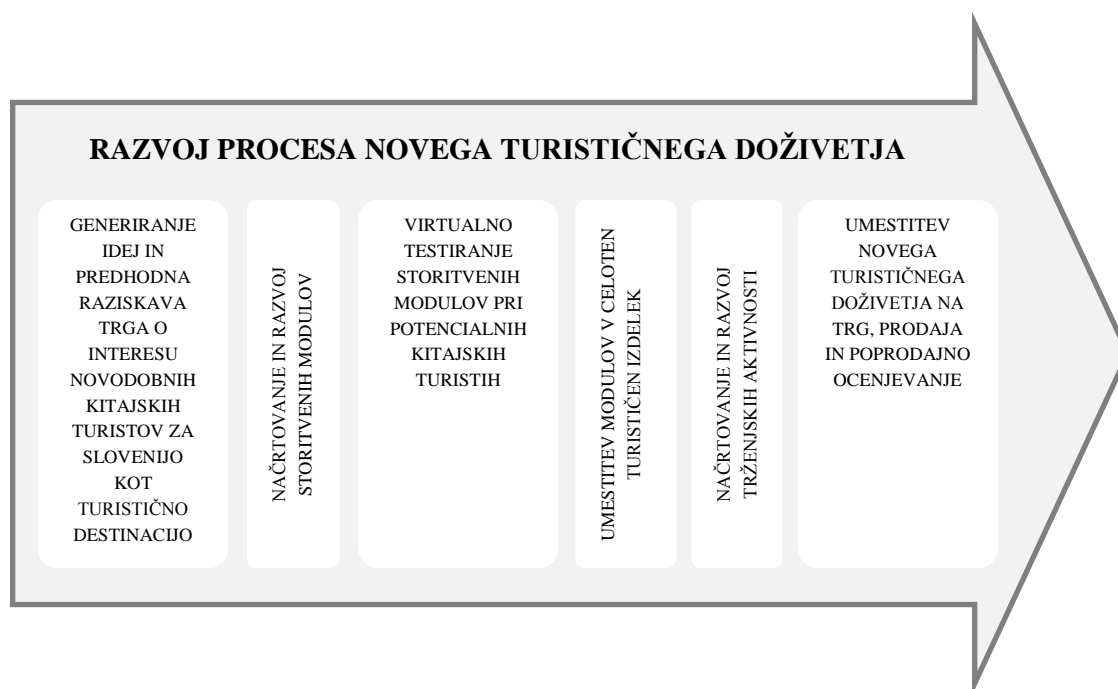 RAZVOJ PROCESA NOVEGA TURISTIČNEGA DOŽIVETJA
GENERIRANJE
IDEJ IN
PREDHODNA
RAZISKAVA
TRGA O
INTERESU
NOVODOBNIH
KITAJSKIH
TURISTOV ZA
SLOVENIJO
KOT
TURISTIČNO
DESTINACIJO
NAČRTOVANJE IN RAZVOJ
STORITVENIH MODULOV
VIRTUALNO
TESTIRANJE
STORITVENIH
MODULOV PRI
POTENCIALNIH
KITAJSKIH
TURISTIH
UMESTITEV MODULOV V CELOTEN
TURISTIČEN IZDELEK
NAČRTOVANJE IN RAZVOJ
TRŽENJSKIH AKTIVNOSTI
UMESTITEV
NOVEGA
TURISTIČNEGA
DOŽIVETJA NA
TRG, PRODAJA
IN POPRODAJNO
OCENJEVANJE